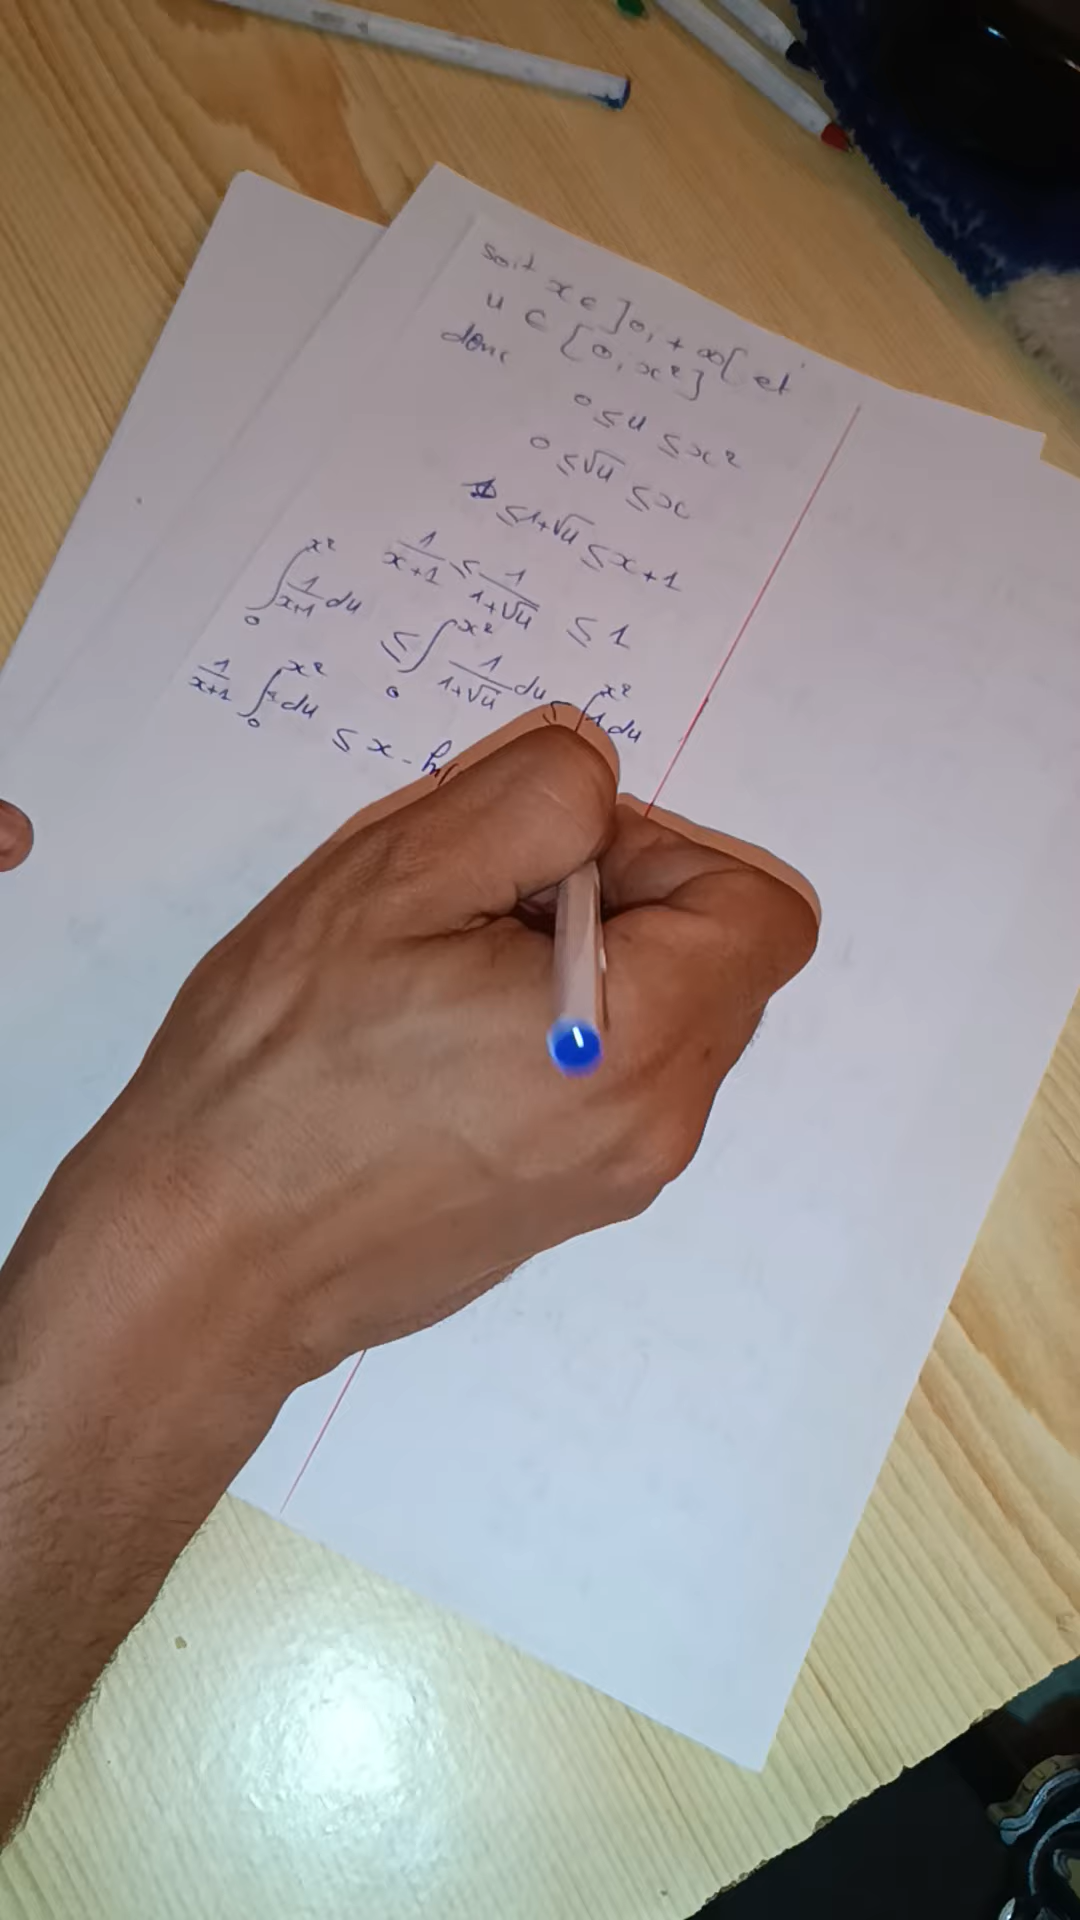 soit x ∈ ]0, +∞[ et
u ∈ [0, x²]
donc
0 ≤ u ≤ x²
0 ≤ √u ≤ x
1 ≤ 1+√u ≤ x+1
1/(x+1) ≤ 1/(1+√u) ≤ 1
∫₀^{x²} 1/(x+1) du ≤ ∫₀^{x²} 1/(1+√u) du ≤ ∫₀^{x²} 1 du
1/(x+1) ∫₀^{x²} 1 du ≤ x - ln(